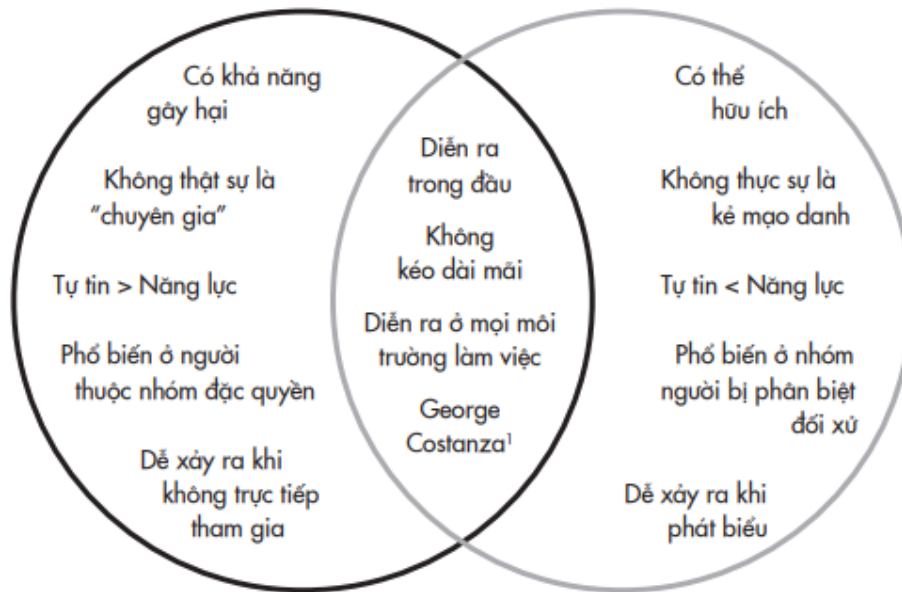 Có khả năng
gây hại
Không thật sự là
“chuyên gia”
Tự tin > Năng lực
Phổ biến ở người
thuộc nhóm đặc quyền
Dễ xảy ra khi
không trực tiếp
tham gia
Diễn ra
trong đầu
Không
kéo dài mãi
Diễn ra ở mọi môi
trường làm việc
George
Costanza¹
Có thể
hữu ích
Không thực sự là
kẻ mạo danh
Tự tin < Năng lực
Phổ biến ở nhóm
người bị phân biệt
đối xử
Dễ xảy ra khi
phát biểu